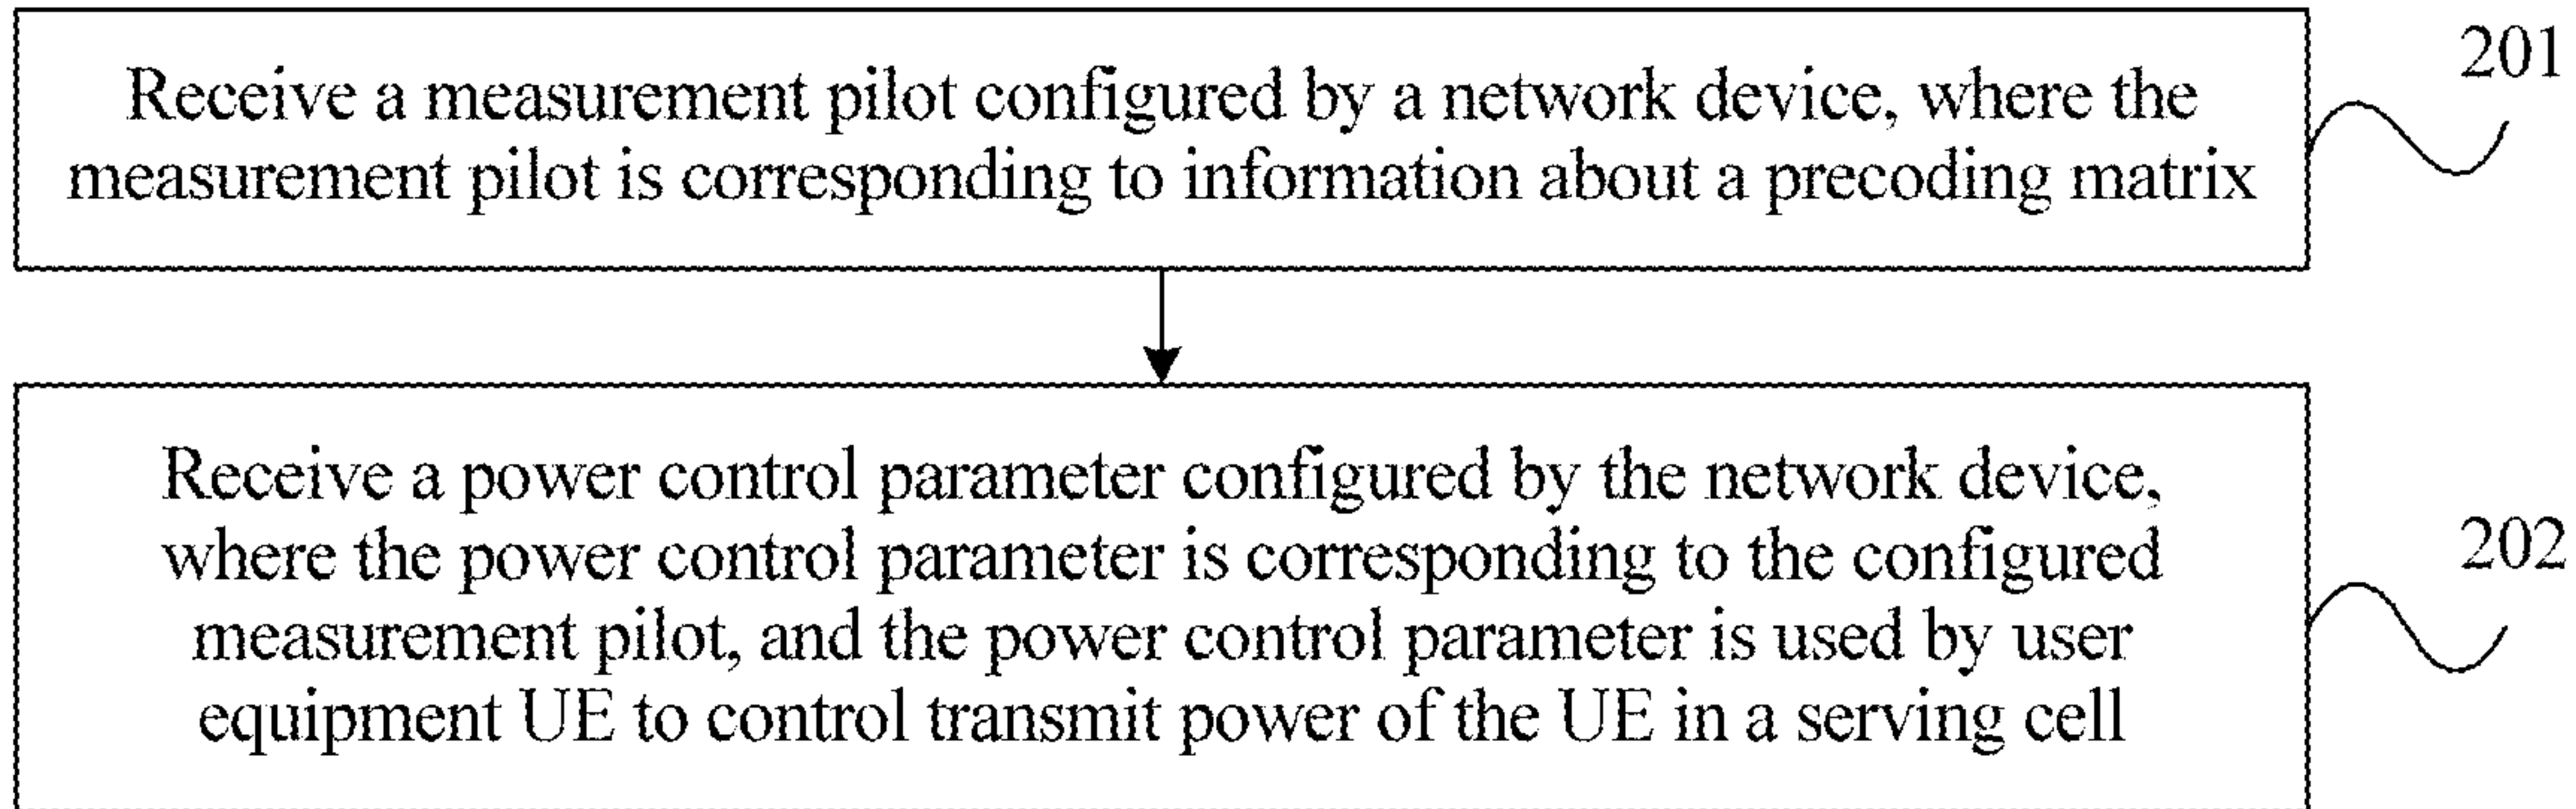 Receive a measurement pilot configured by a network device, where the
measurement pilot is corresponding to information about a precoding matrix
201
Receive a power control parameter configured by the network device,
where the power control parameter is corresponding to the configured
measurement pilot, and the power control parameter is used by user
equipment UE to control transmit power of the UE in a serving cell
202